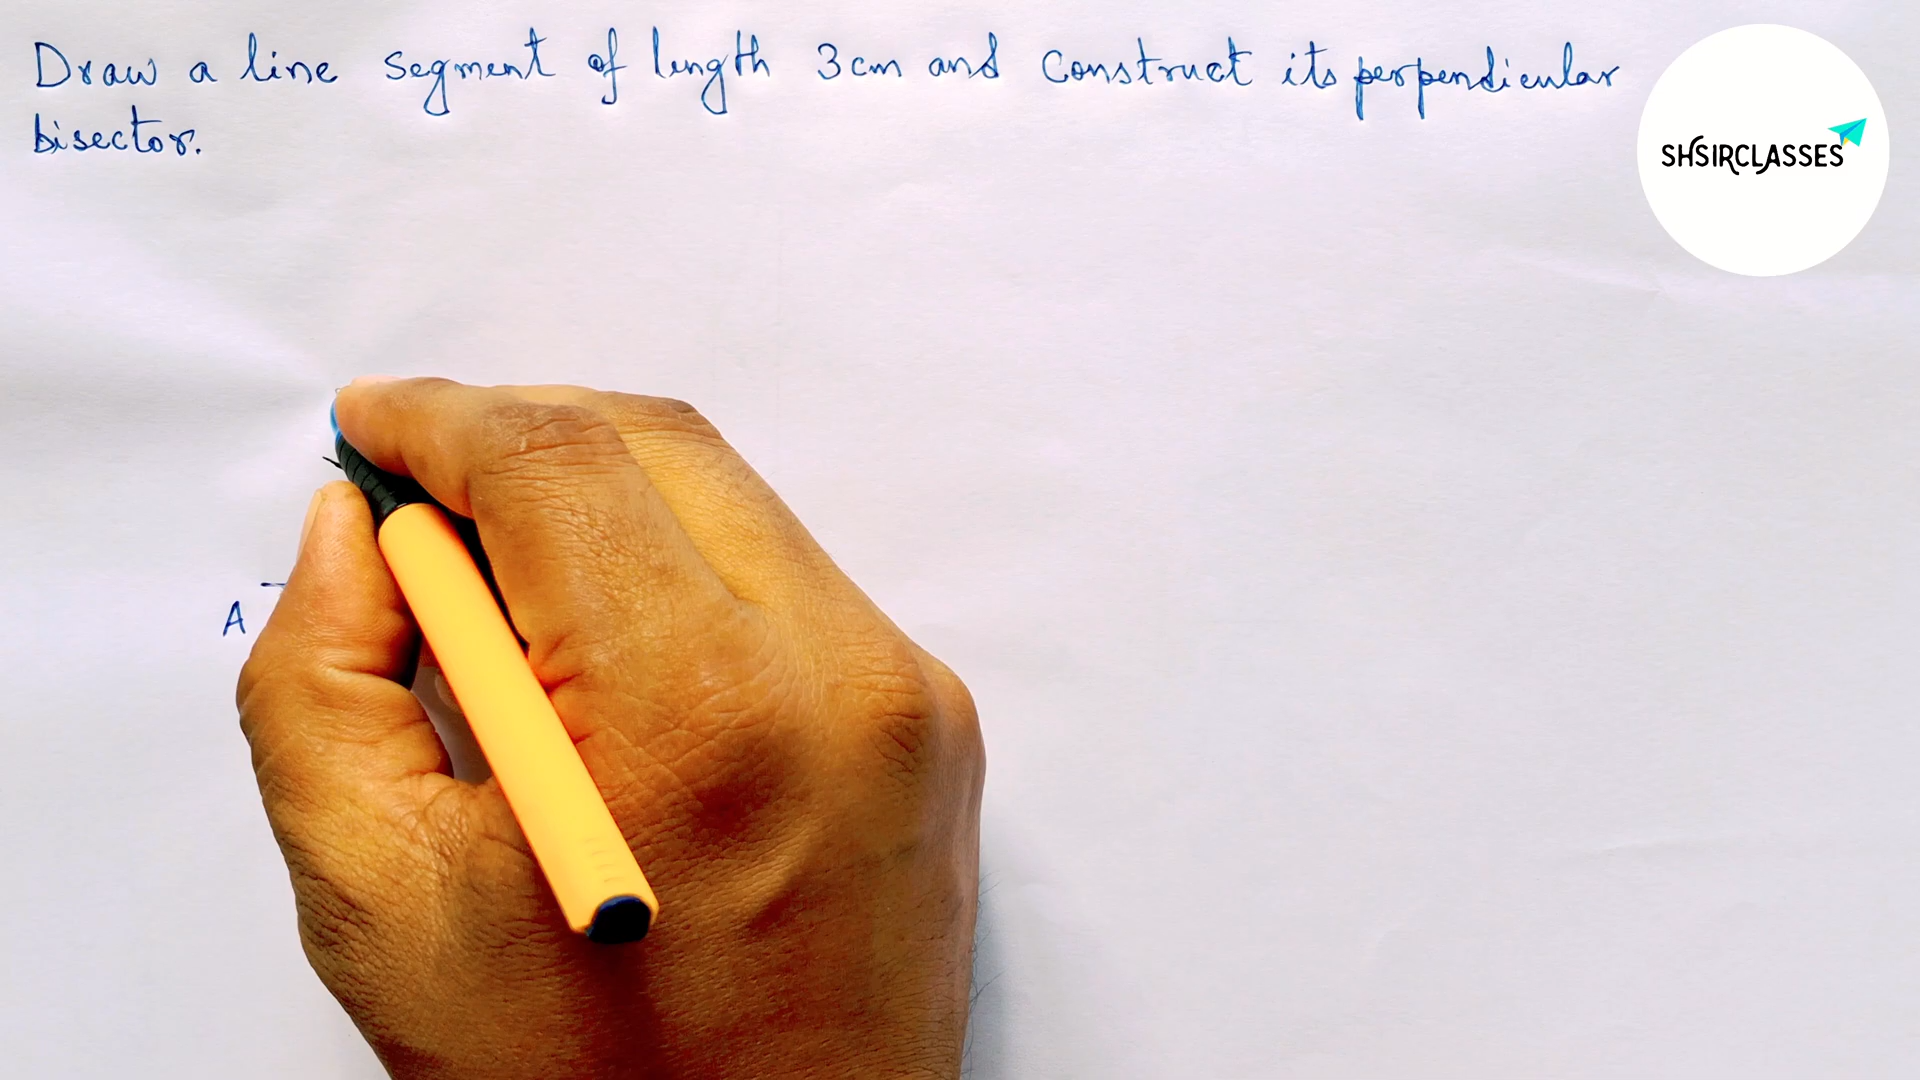 Draw a line segment of length 3cm and construct its perpendicular
bisector.
SHSIRCLASSES
A